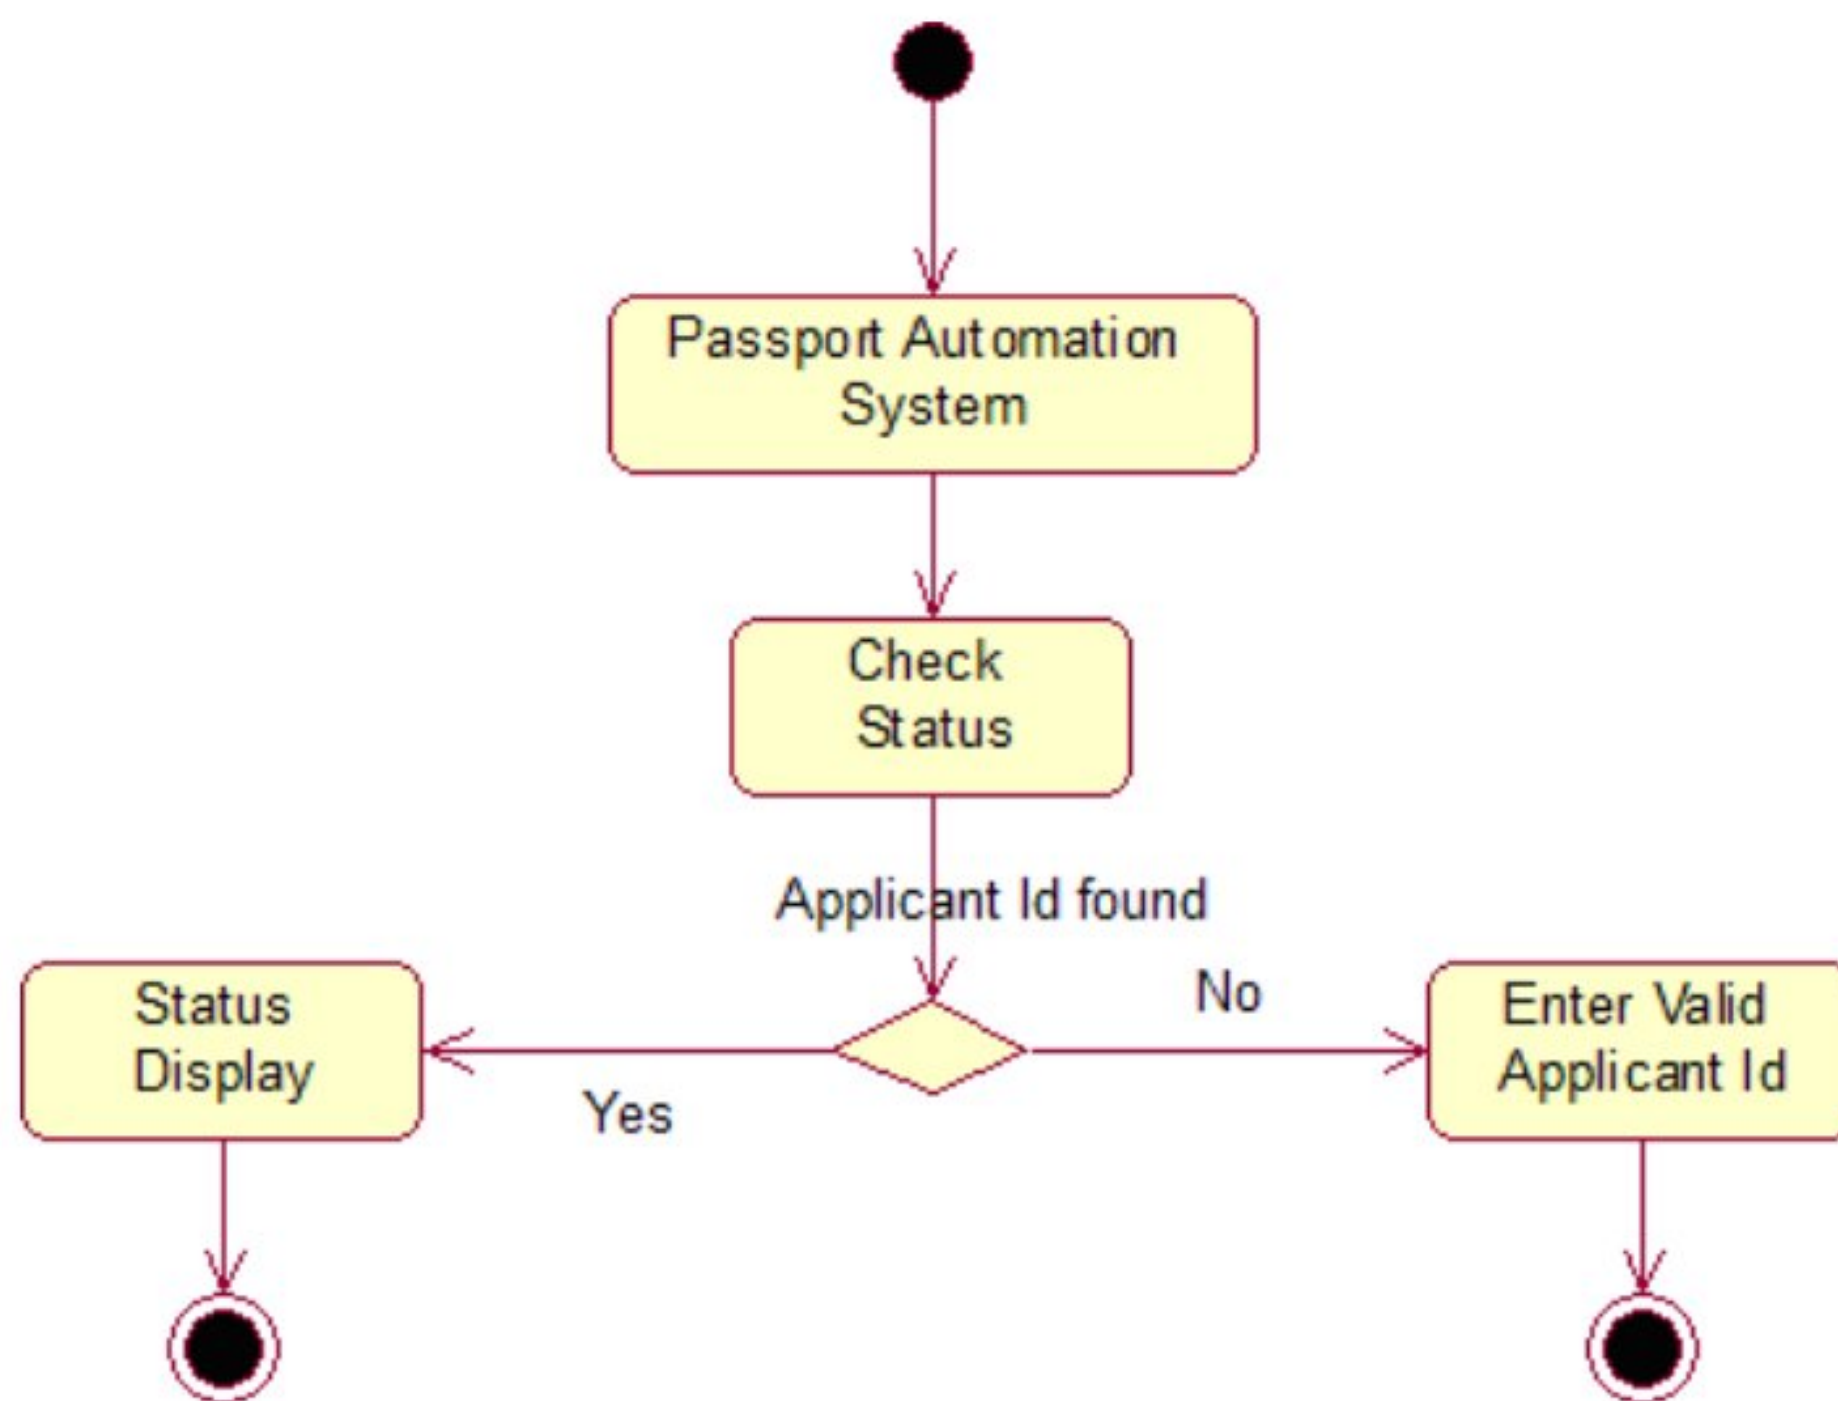 Passport Automation
System
Check
Status
Applicant Id found
No
Status
Display
Enter Valid
Applicant Id
Yes